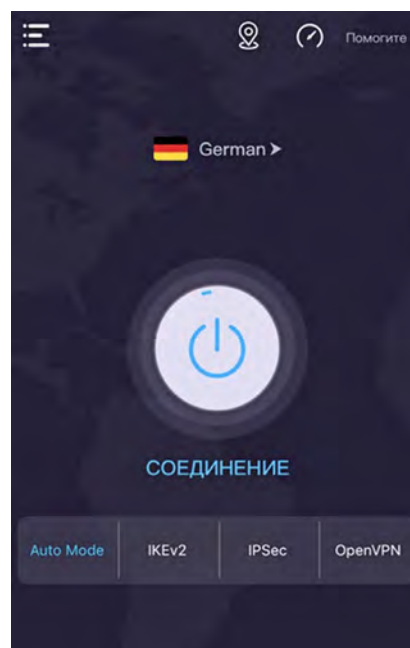 Помогите
German
СОЕДИНЕНИЕ
Auto Mode IKEv2 IPSec OpenVPN